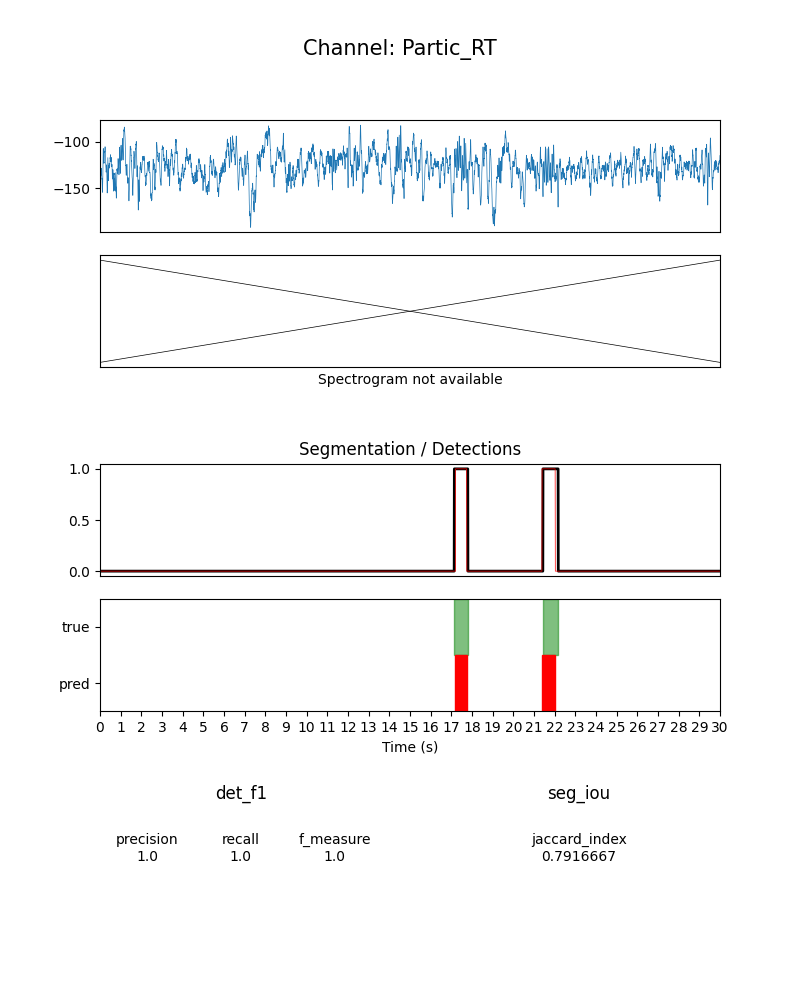 Channel: Partic_RT
−100
−150
Spectrogram not available
Segmentation / Detections
1.0
0.5
0.0
true
pred
0 1 2 3 4 5 6 7 8 9 10 11 12 13 14 15 16 17 18 19 20 21 22 23 24 25 26 27 28 29 30
Time (s)
det_f1 seg_iou
precision recall f_measure jaccard_index
1.0 1.0 1.0 0.7916667